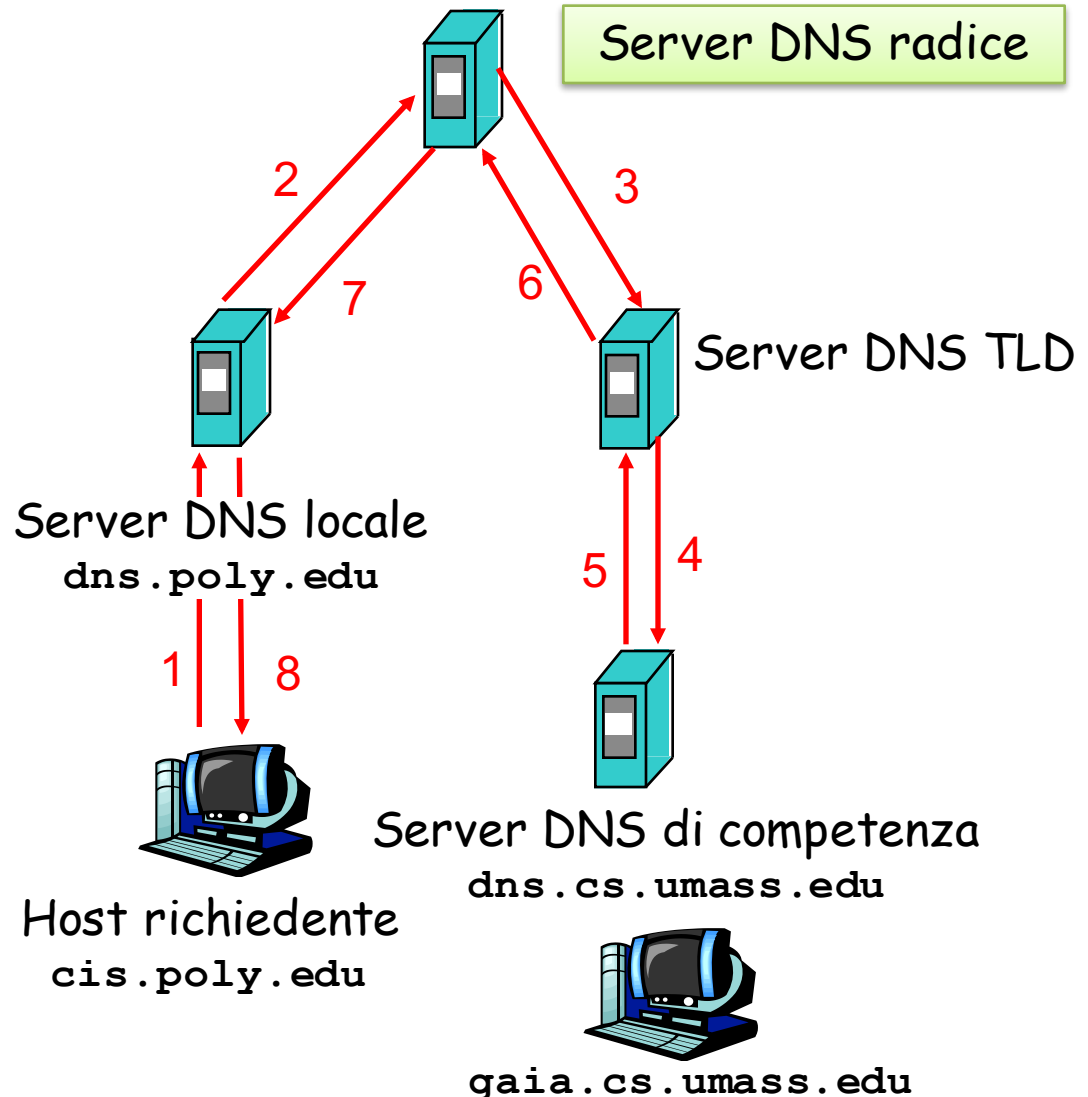 Server DNS radice
2
3
7
6
Server DNS TLD
Server DNS locale
dns.poly.edu
5
4
1
8
Server DNS di competenza
dns.cs.umass.edu
Host richiedente
cis.poly.edu
gaia.cs.umass.edu